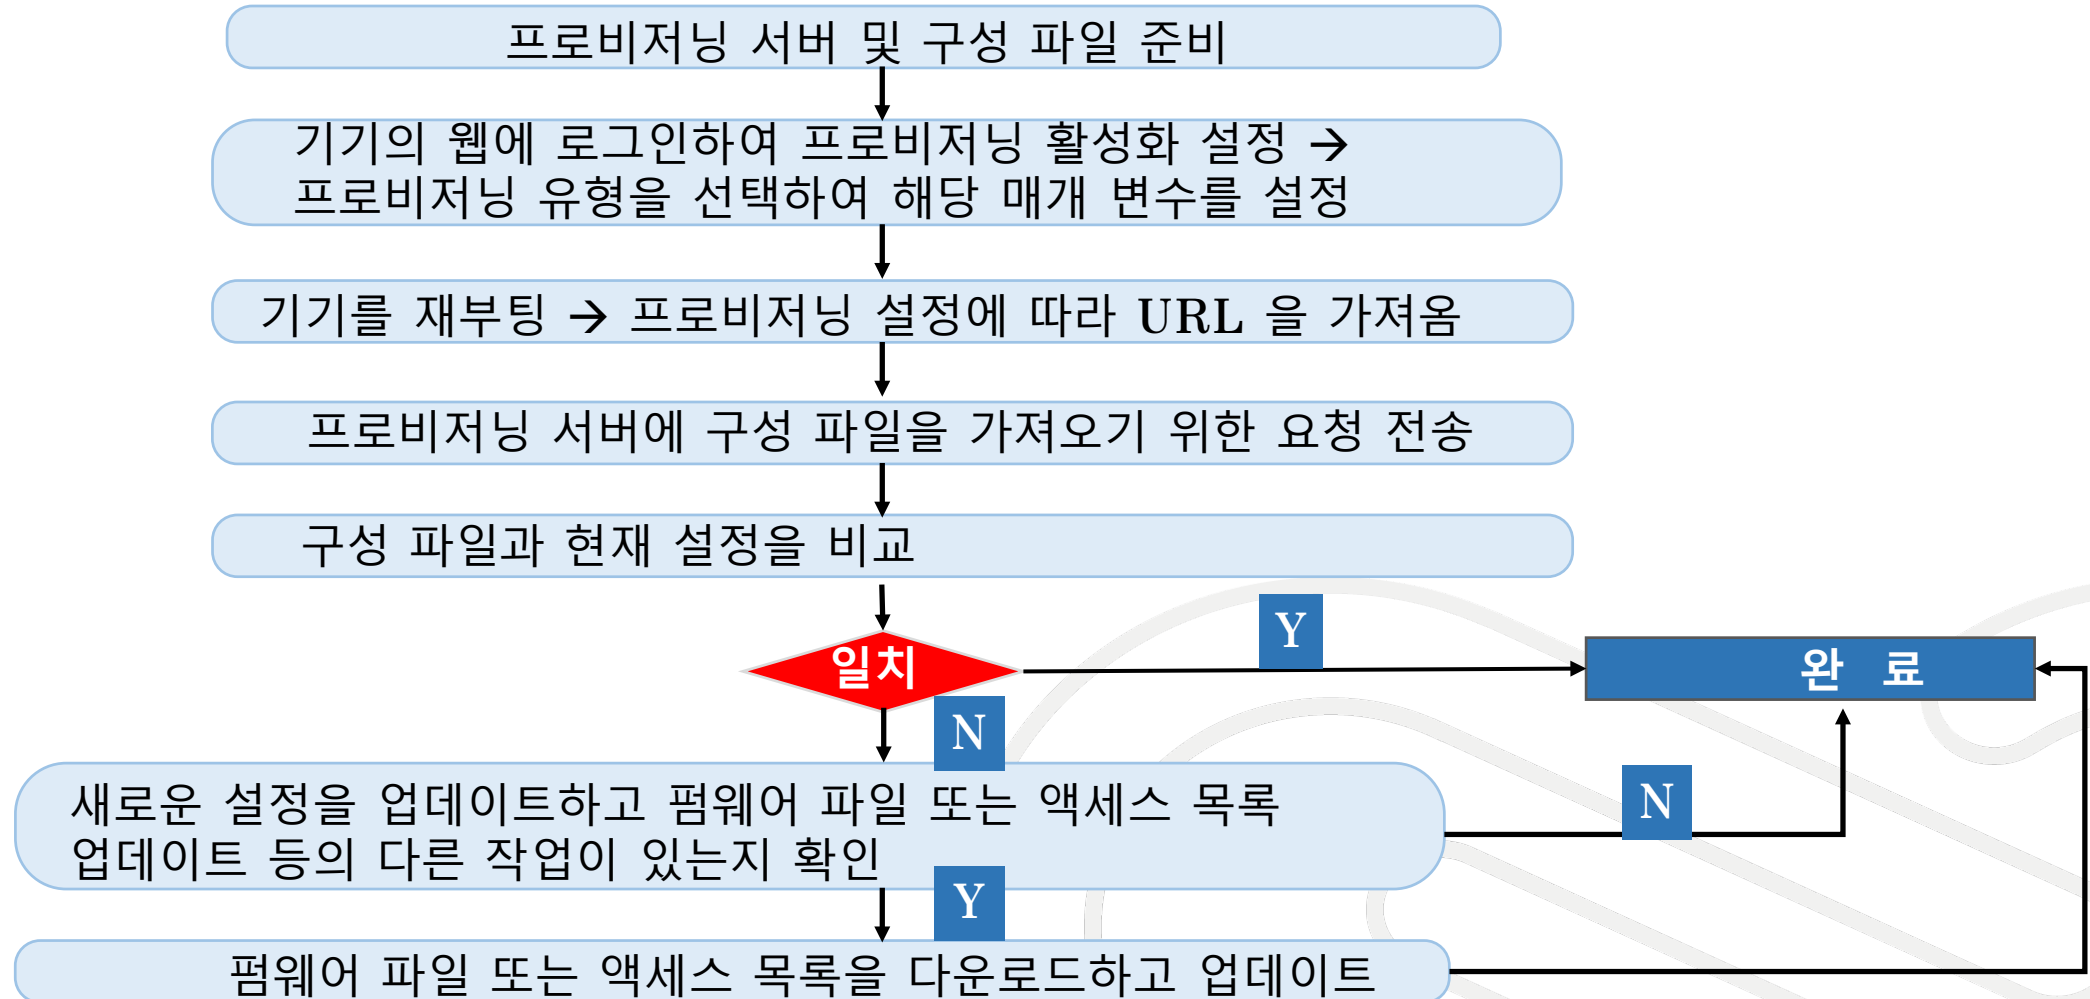 프로비저닝 서버 및 구성 파일 준비
기기의 웹에 로그인하여 프로비저닝 활성화 설정 →
프로비저닝 유형을 선택하여 해당 매개 변수를 설정
기기를 재부팅 → 프로비저닝 설정에 따라 URL 을 가져옴
프로비저닝 서버에 구성 파일을 가져오기 위한 요청 전송
구성 파일과 현재 설정을 비교
일치
Y
완 료
N
새로운 설정을 업데이트하고 펌웨어 파일 또는 액세스 목록
업데이트 등의 다른 작업이 있는지 확인
N
Y
펌웨어 파일 또는 액세스 목록을 다운로드하고 업데이트